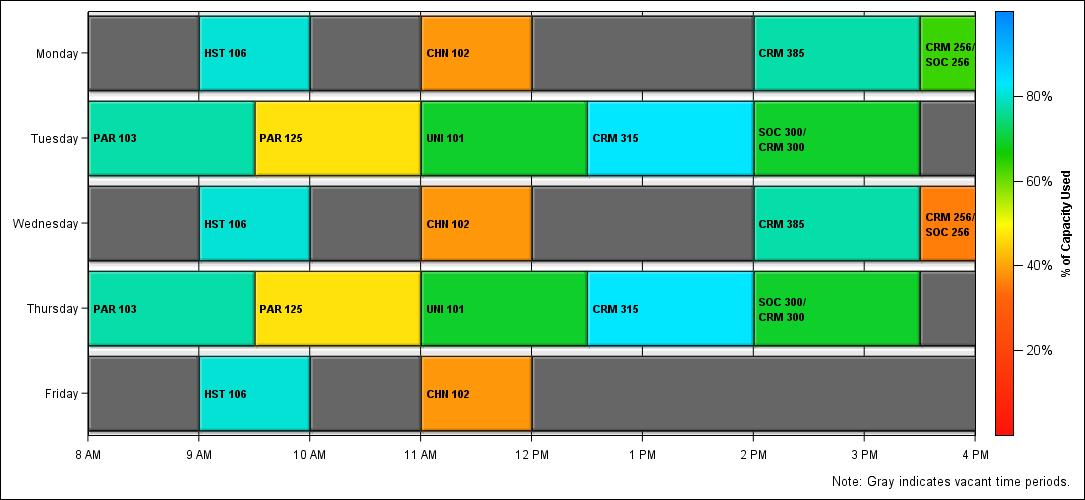 Monday
HST 106
CHN 102
CRM 385
CRM 256/
SOC 256
Tuesday
PAR 103
PAR 125
UNI 101
CRM 315
SOC 300/
CRM 300
Wednesday
HST 106
CHN 102
CRM 385
CRM 256/
SOC 256
Thursday
PAR 103
PAR 125
UNI 101
CRM 315
SOC 300/
CRM 300
Friday
HST 106
CHN 102
8 AM
9 AM
10 AM
11 AM
12 PM
1 PM
2 PM
3 PM
4 PM
80%
60%
40%
20%
% of Capacity Used
Note: Gray indicates vacant time periods.